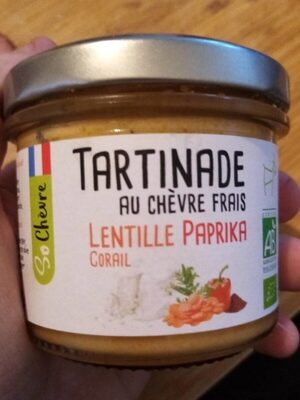 TARTINADE
AU CHÈVRE FRAIS
LENTILLE PAPRIKA
CORAIL
So Chèvre
AB